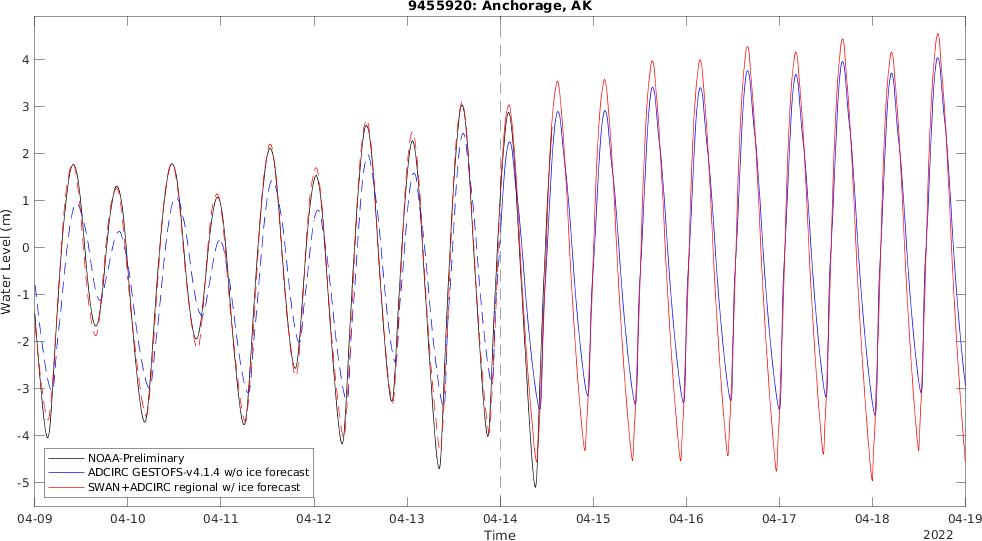 9455920: Anchorage, AK
Water Level (m)
4
3
2
1
0
-1
-2
-3
-4
-5
NOAA-Preliminary
ADCIRC GESTOFS-v4.1.4 w/o ice forecast
SWAN+ADCIRC regional w/ ice forecast
04-09 04-10 04-11 04-12 04-13 04-14 04-15 04-16 04-17 04-18 04-19
Time
2022